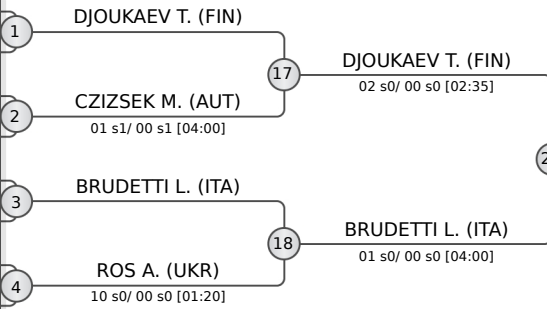 DJOUKAEV T. (FIN)
1
17
DJOUKAEV T. (FIN)
02 s0/ 00 s0 [02:35]
CZIZSEK M. (AUT)
2
01 s1/ 00 s1 [04:00]
BRUDETTI L. (ITA)
3
18
BRUDETTI L. (ITA)
01 s0/ 00 s0 [04:00]
ROS A. (UKR)
4
10 s0/ 00 s0 [01:20]